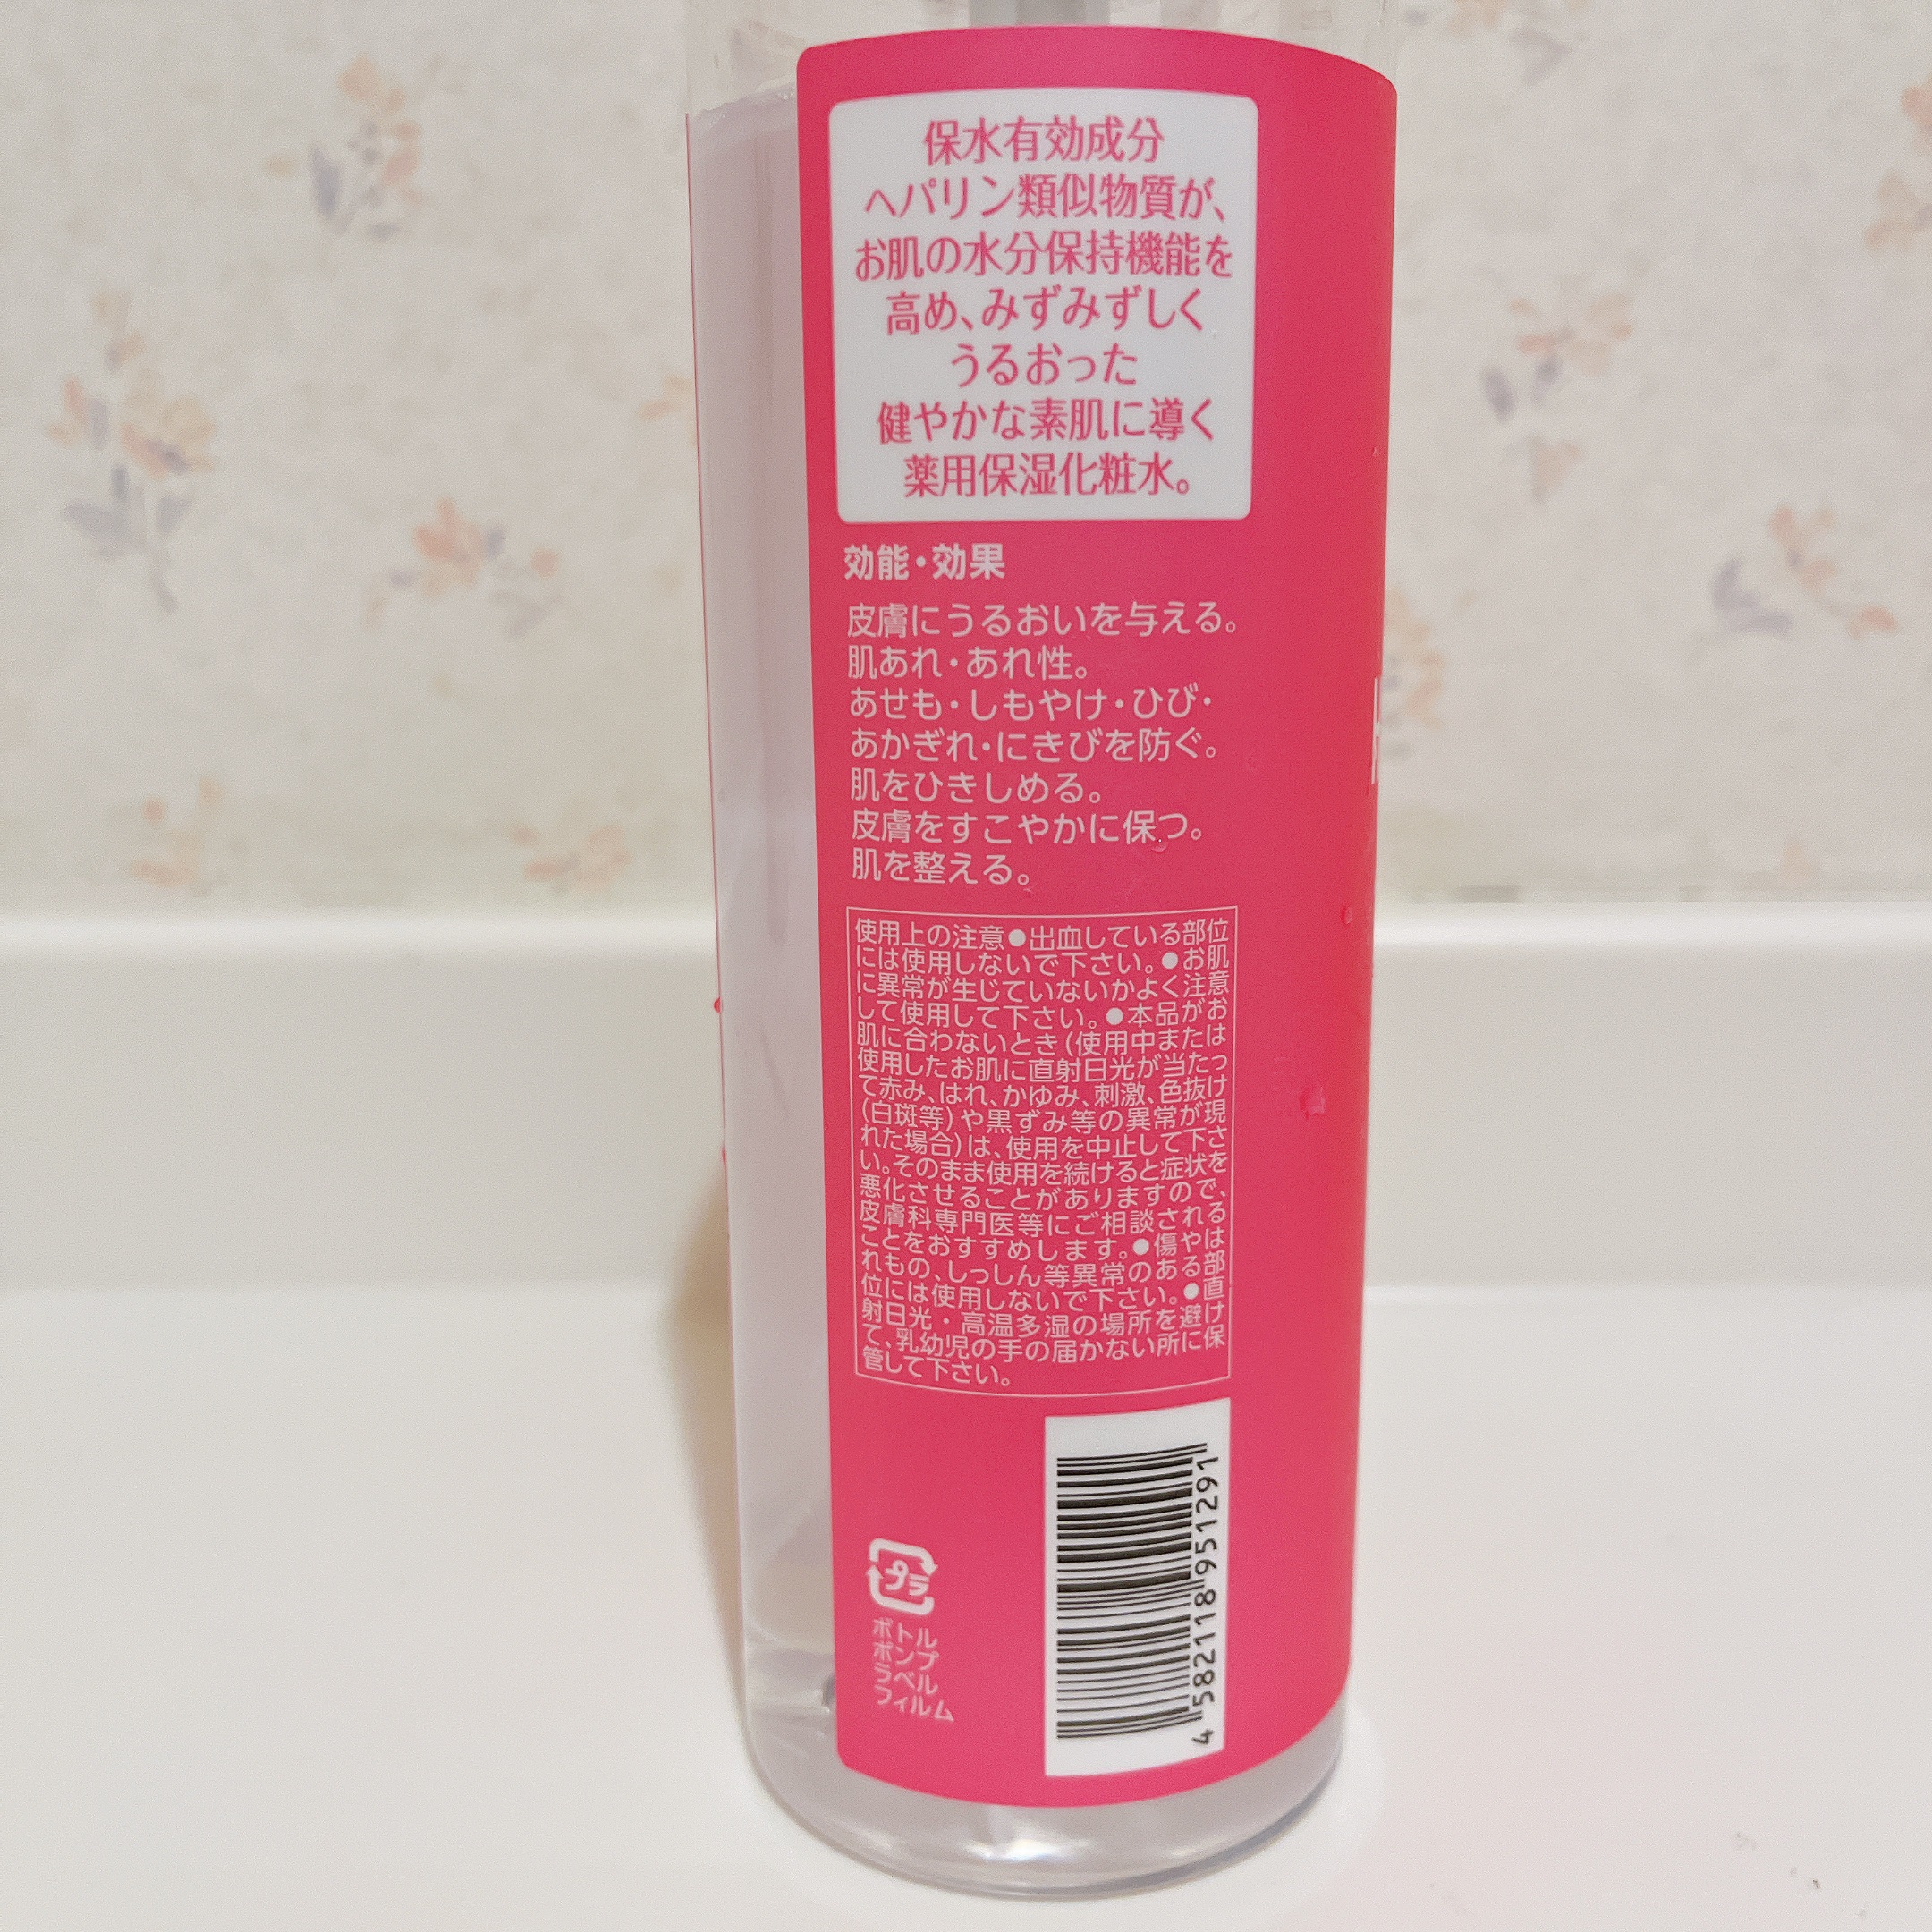 保水有効成分
ヘパリン類似物質が、
お肌の水分保持機能を
高め、みずみずしく
うるおった
健やかな素肌に導く
薬用保湿化粧水。
効能・効果
皮膚にうるおいを与える。
肌あれ・あれ性。
あせも・しもやけ・ひび・
あかぎれ・にきびを防ぐ。
肌をひきしめる。
皮膚をすこやかに保つ。
肌を整える。
使用上の注意●出血している部位
には使用しないで下さい。●お肌
に異常が生じていないかよく注意
して使用して下さい。●本品がお
肌に合わないとき(使用中または
使用したお肌に直射日光が当たっ
て赤み、はれ、かゆみ、刺激、色抜け
(白斑等)や黒ずみ等の異常が現
れた場合)は、使用を中止して下さ
い。そのまま使用を続けると症状を
悪化させることがありますので、
皮膚科専門医等にご相談される
ことをおすすめします。●傷やは
れもの、しっしん等異常のある部
位には使用しないで下さい。●直
射日光・高温多湿の場所を避け
て、乳幼児の手の届かない所に保
管して下さい。
プラ
ボトル
ポンプ
ラベル
フィルム
4582118951291